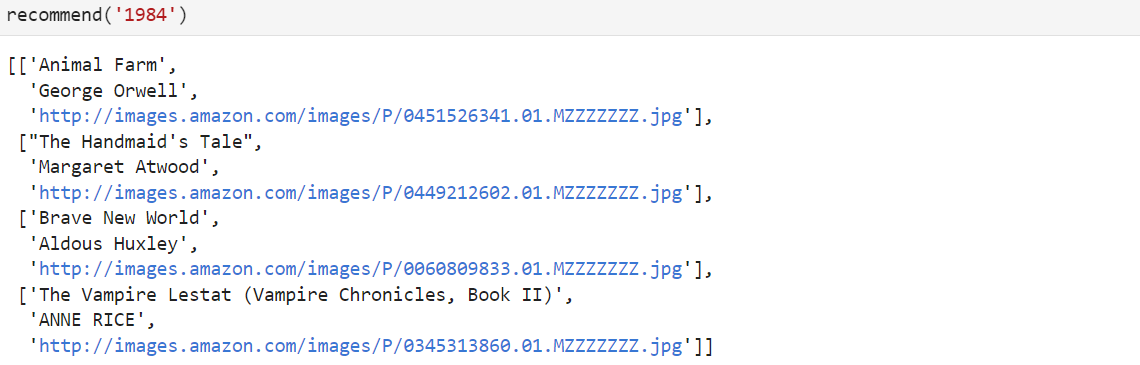 recommend('1984')
[['Animal Farm',
'George Orwell',
'http://images.amazon.com/images/P/0451526341.01.MZZZZZZZ.jpg'],
["The Handmaid's Tale",
'Margaret Atwood',
'http://images.amazon.com/images/P/0449212602.01.MZZZZZZZ.jpg'],
['Brave New World',
'Aldous Huxley',
'http://images.amazon.com/images/P/0060809833.01.MZZZZZZZ.jpg'],
['The Vampire Lestat (Vampire Chronicles, Book II)',
'ANNE RICE',
'http://images.amazon.com/images/P/0345313860.01.MZZZZZZZ.jpg']]